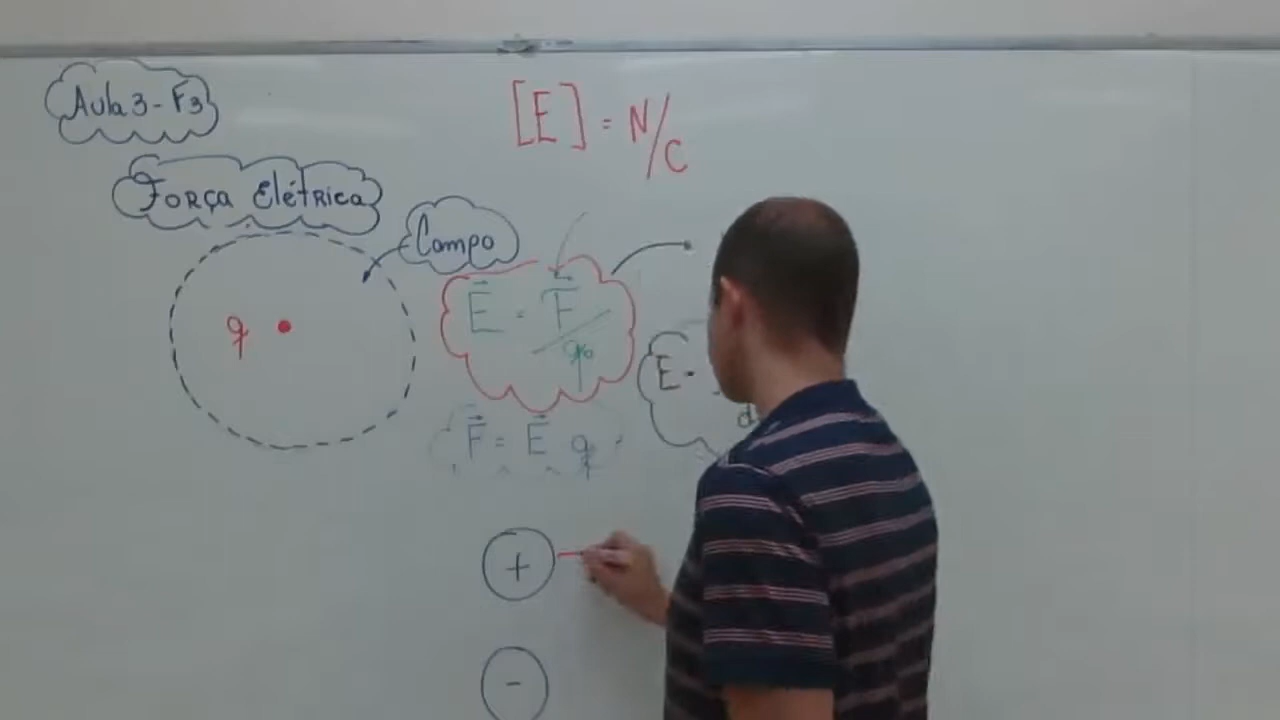 Aula 3 - F3
[E] = N/C
Força Elétrica
Campo
q
E = F/q₀
E =
d
F = E q
+
-